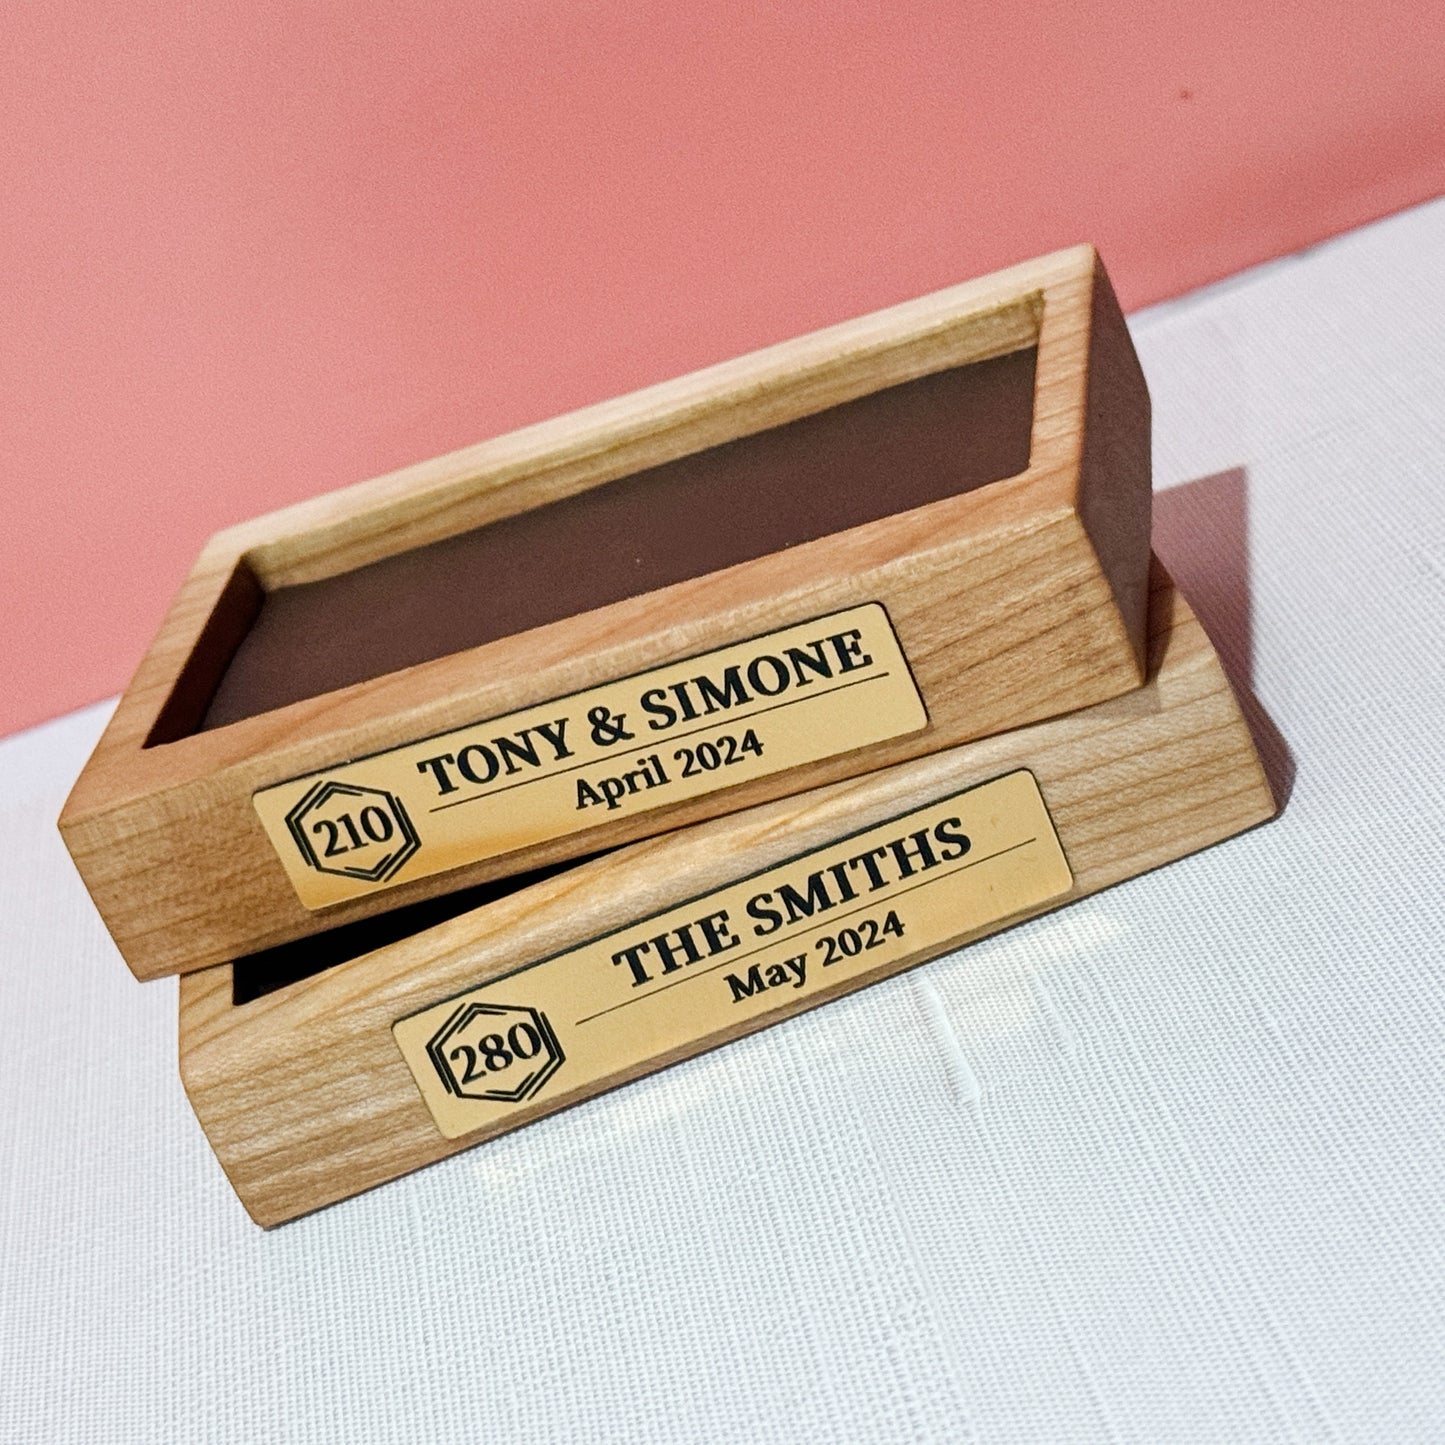 TONY & SIMONE
April 2024
210
THE SMITHS
May 2024
280